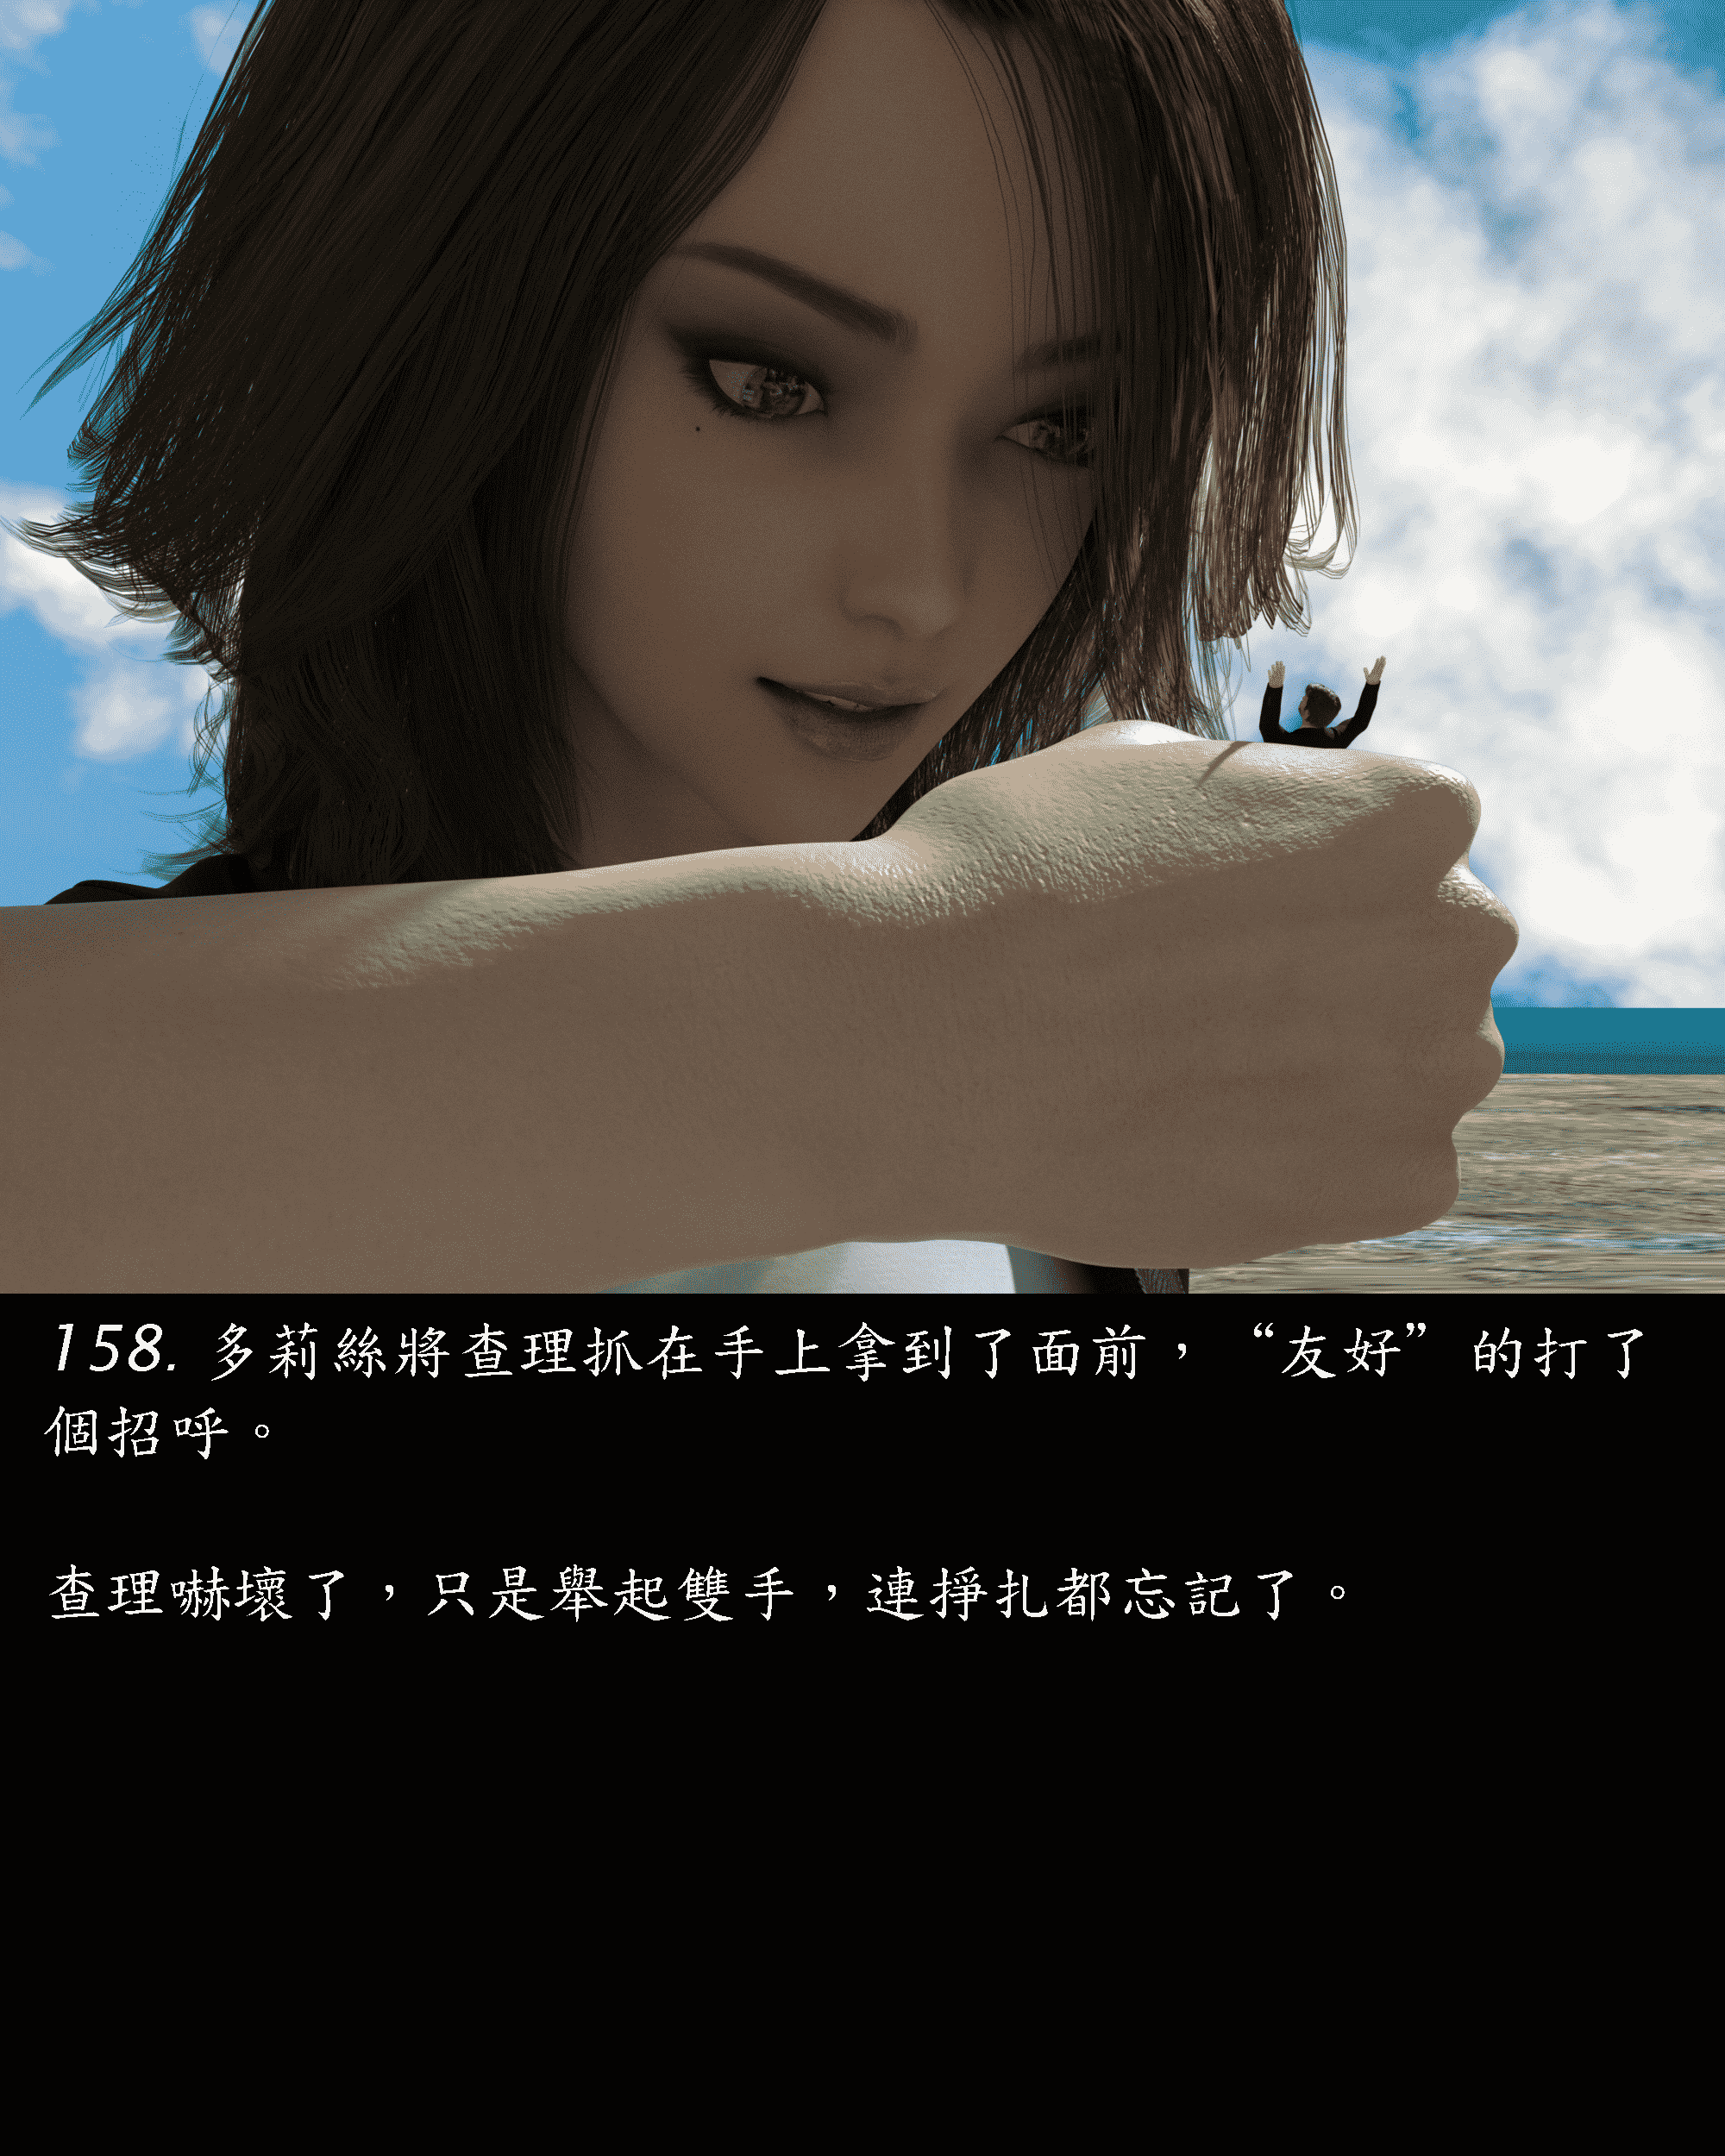 158. 多莉絲將查理抓在手上拿到了面前，“友好”的打了
個招呼。
查理嚇壞了，只是舉起雙手，連掙扎都忘記了。